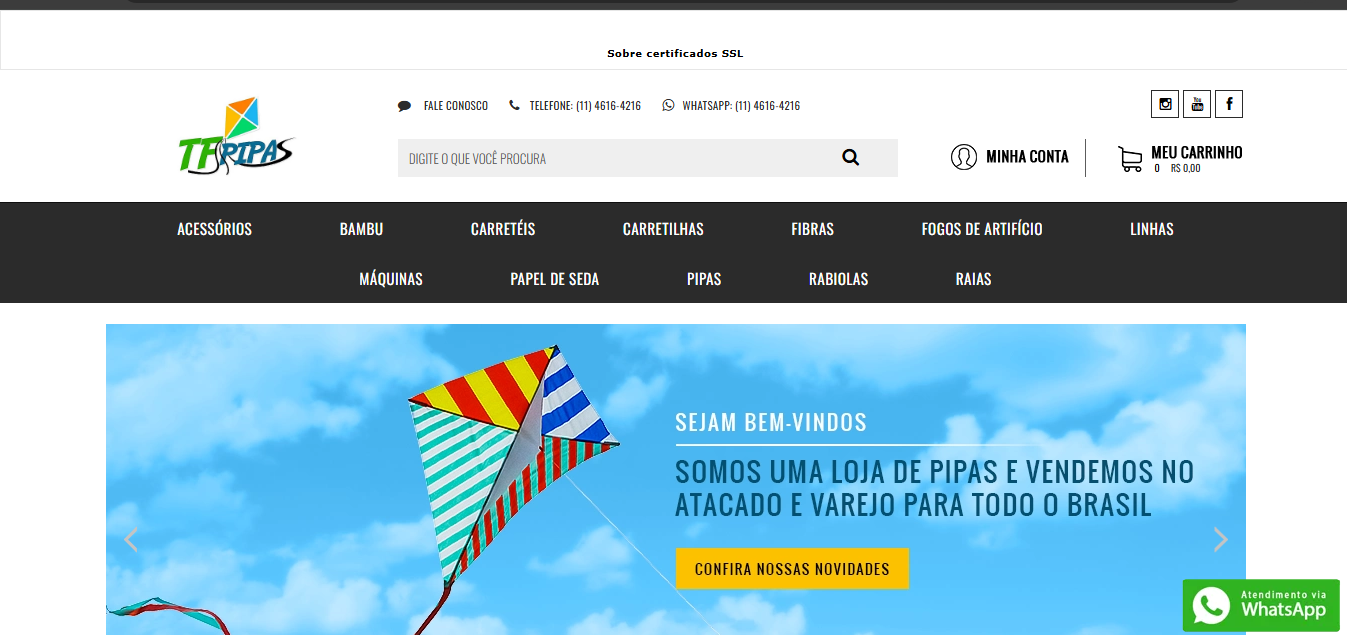 Sobre certificados SSL
FALE CONOSCO TELEFONE: (11) 4616-4216 WHATSAPP: (11) 4616-4216
You
Tube
f
TFPIPAS
DIGITE O QUE VOCÊ PROCURA
MINHA CONTA
MEU CARRINHO
0 R$ 0,00
ACESSÓRIOS BAMBU CARRETÉIS CARRETILHAS FIBRAS FOGOS DE ARTIFÍCIO LINHAS
MÁQUINAS PAPEL DE SEDA PIPAS RABIOLAS RAIAS
SEJAM BEM-VINDOS
SOMOS UMA LOJA DE PIPAS E VENDEMOS NO
ATACADO E VAREJO PARA TODO O BRASIL
CONFIRA NOSSAS NOVIDADES
Atendimento via
WhatsApp